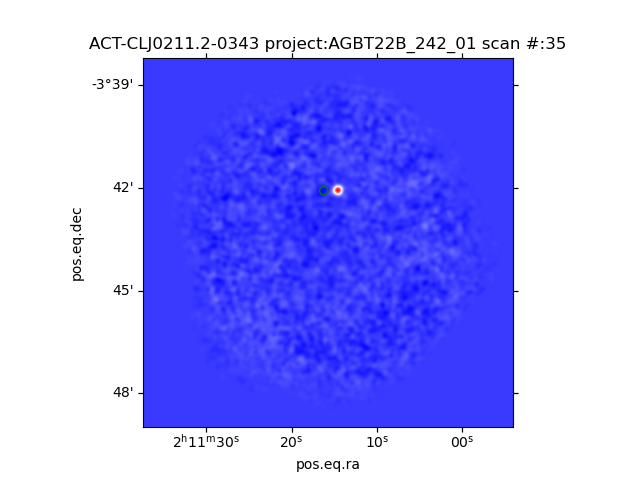 ACT-CLJ0211.2-0343 project:AGBT22B_242_01 scan #:35
-3°39'
42'
45'
48'
pos.eq.dec
2ʰ11ᵐ30ˢ 20ˢ 10ˢ 00ˢ
pos.eq.ra